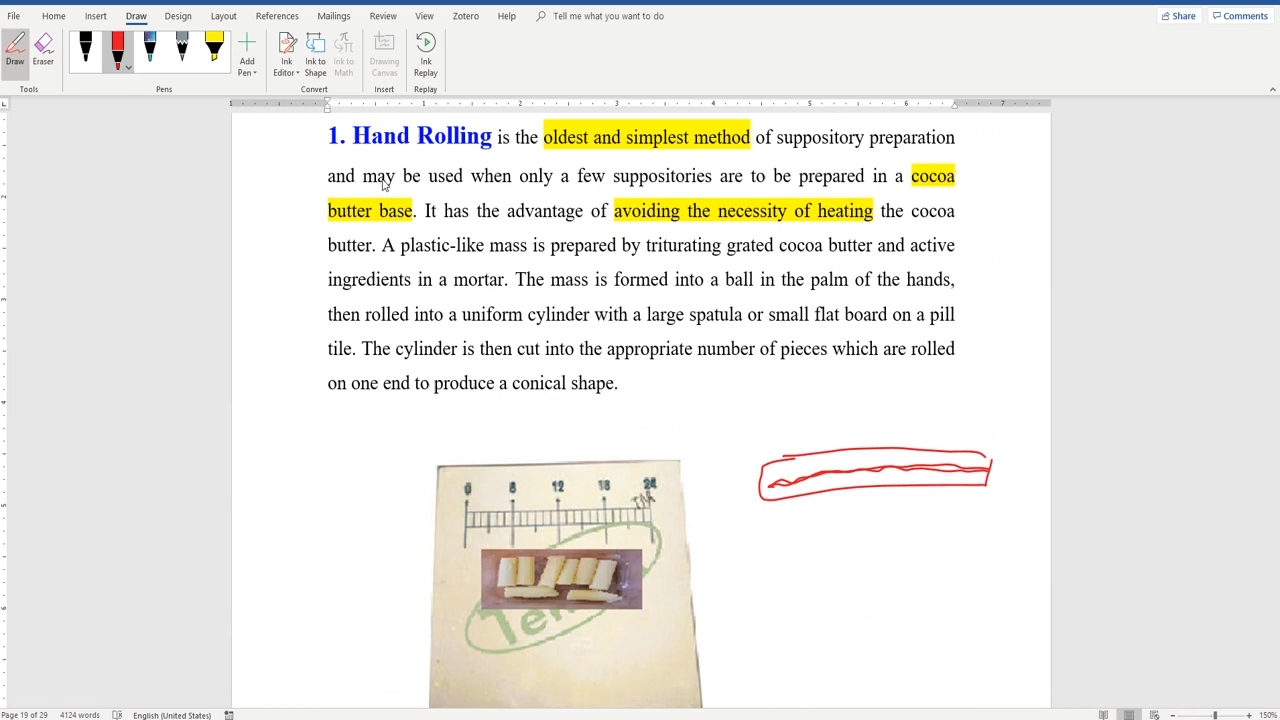 File Home Insert Draw Design Layout References Mailings Review View Zotero Help Tell me what you want to do Share Comments
Draw Eraser Add Pen Ink Editor Ink to Shape Ink to Math Drawing Canvas Ink Replay
Tools Pens Convert Insert Replay
1 1 2 3 4 5 6 7
1. Hand Rolling is the oldest and simplest method of suppository preparation
and may be used when only a few suppositories are to be prepared in a cocoa
butter base. It has the advantage of avoiding the necessity of heating the cocoa
butter. A plastic-like mass is prepared by triturating grated cocoa butter and active
ingredients in a mortar. The mass is formed into a ball in the palm of the hands,
then rolled into a uniform cylinder with a large spatula or small flat board on a pill
tile. The cylinder is then cut into the appropriate number of pieces which are rolled
on one end to produce a conical shape.
0 6 12 18 24
Page 19 of 29 4124 words English (United States) 150%